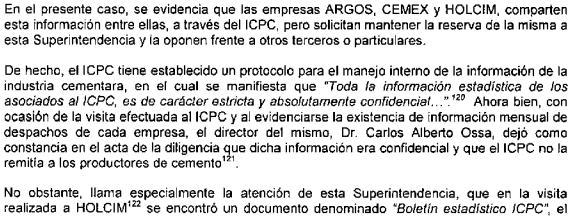 En el presente caso, se evidencia que las empresas ARGOS, CEMEX y HOLCIM, comparten
esta información entre ellas, a través del ICPC, pero solicitan mantener la reserva de la misma a
esta Superintendencia y la oponen frente a otros terceros o particulares.
De hecho, el ICPC tiene establecido un protocolo para el manejo interno de la información de la
industria cementara, en el cual se manifiesta que "Toda la información estadística de los
asociados al ICPC, es de carácter estricta y absolutamente confidencial...".120 Ahora bien, con
ocasión de la visita efectuada al ICPC y al evidenciarse la existencia de información mensual de
despachos de cada empresa, el director del mismo, Dr. Carlos Alberto Ossa, dejó como
constancia en el acta de la diligencia que dicha información era confidencial y que el ICPC no la
remitía a los productores de cemento121.
No obstante, llama especialmente la atención de esta Superintendencia, que en la visita
realizada a HOLCIM122 se encontró un documento denominado "Boletín estadístico ICPC", el